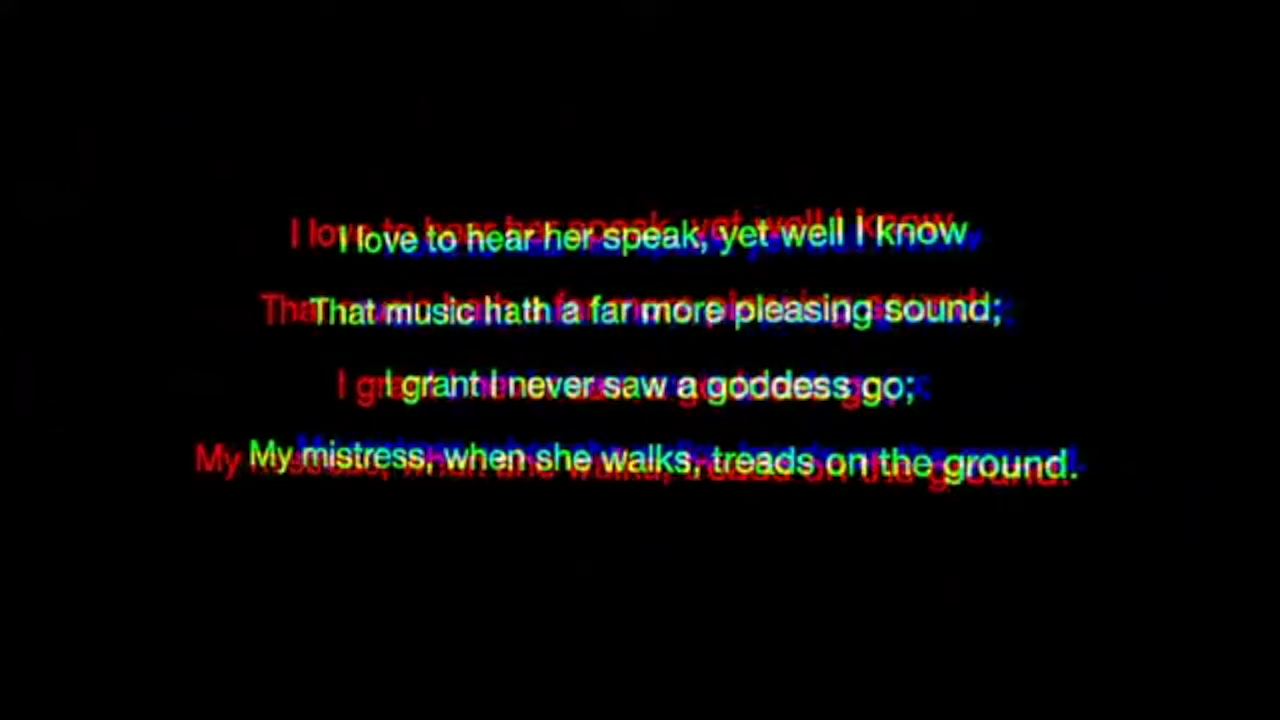 I love to hear her speak, yet well I know
That music hath a far more pleasing sound;
I grant I never saw a goddess go;
My mistress, when she walks, treads on the ground.